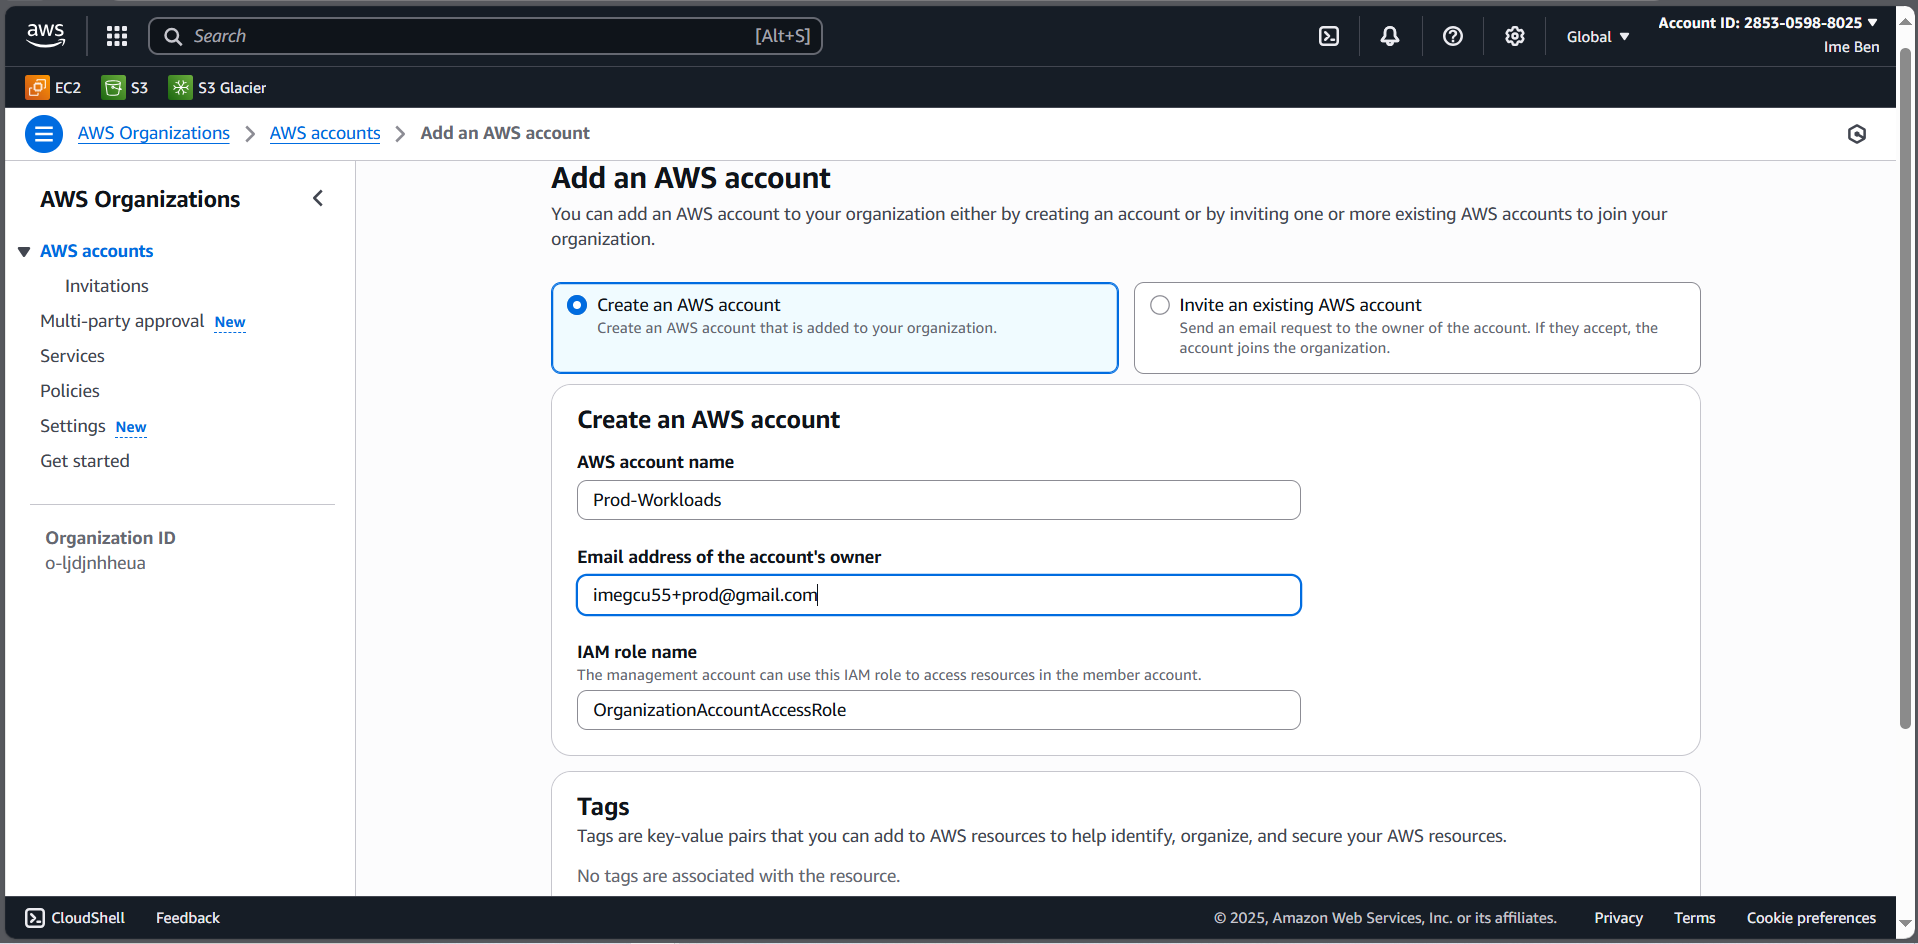 aws
Search
[Alt+S]
Global
Account ID: 2853-0598-8025
Ime Ben
EC2
S3
S3 Glacier
AWS Organizations
AWS accounts
Add an AWS account
AWS Organizations
AWS accounts
Invitations
Multi-party approval New
Services
Policies
Settings New
Get started
Organization ID
o-ljdjnhheua
Add an AWS account
You can add an AWS account to your organization either by creating an account or by inviting one or more existing AWS accounts to join your
organization.
Create an AWS account
Create an AWS account that is added to your organization.
Invite an existing AWS account
Send an email request to the owner of the account. If they accept, the
account joins the organization.
Create an AWS account
AWS account name
Prod-Workloads
Email address of the account's owner
imegcu55+prod@gmail.com
IAM role name
The management account can use this IAM role to access resources in the member account.
OrganizationAccountAccessRole
Tags
Tags are key-value pairs that you can add to AWS resources to help identify, organize, and secure your AWS resources.
No tags are associated with the resource.
CloudShell
Feedback
© 2025, Amazon Web Services, Inc. or its affiliates.
Privacy
Terms
Cookie preferences